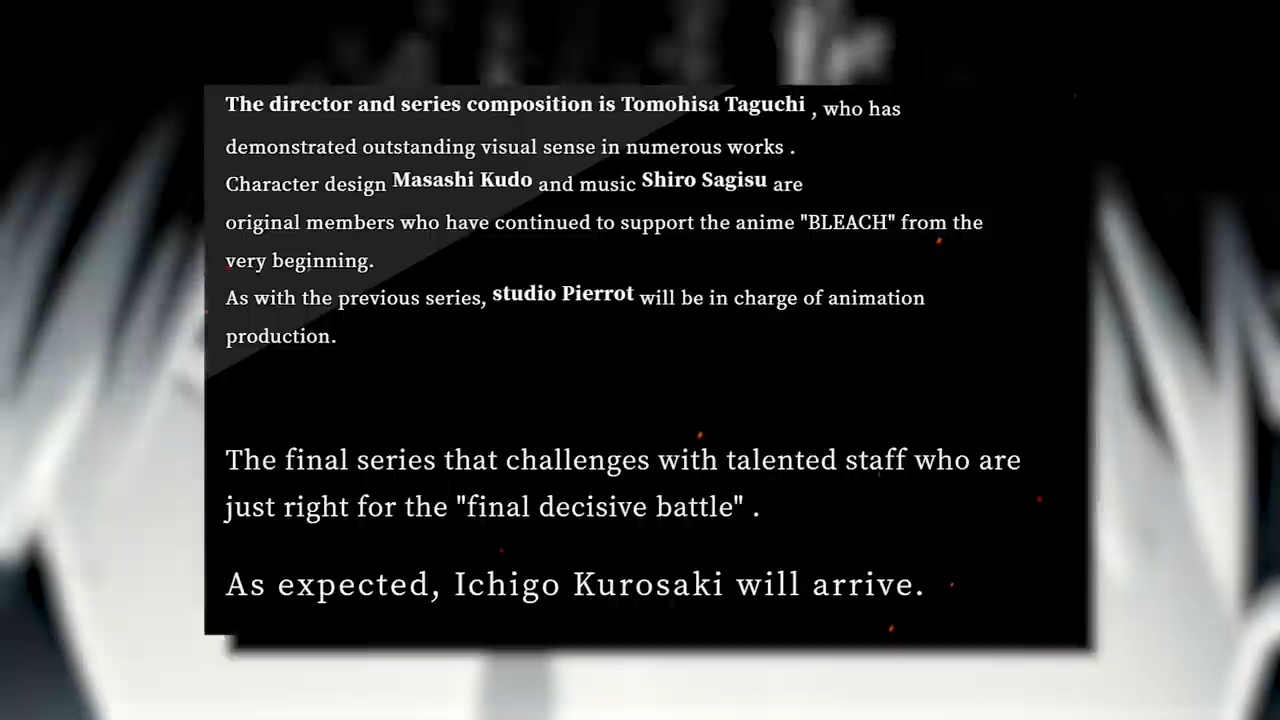 The director and series composition is Tomohisa Taguchi , who has
demonstrated outstanding visual sense in numerous works .
Character design Masashi Kudo and music Shiro Sagisu are
original members who have continued to support the anime "BLEACH" from the
very beginning.
As with the previous series, studio Pierrot will be in charge of animation
production.
The final series that challenges with talented staff who are
just right for the "final decisive battle" .
As expected, Ichigo Kurosaki will arrive.